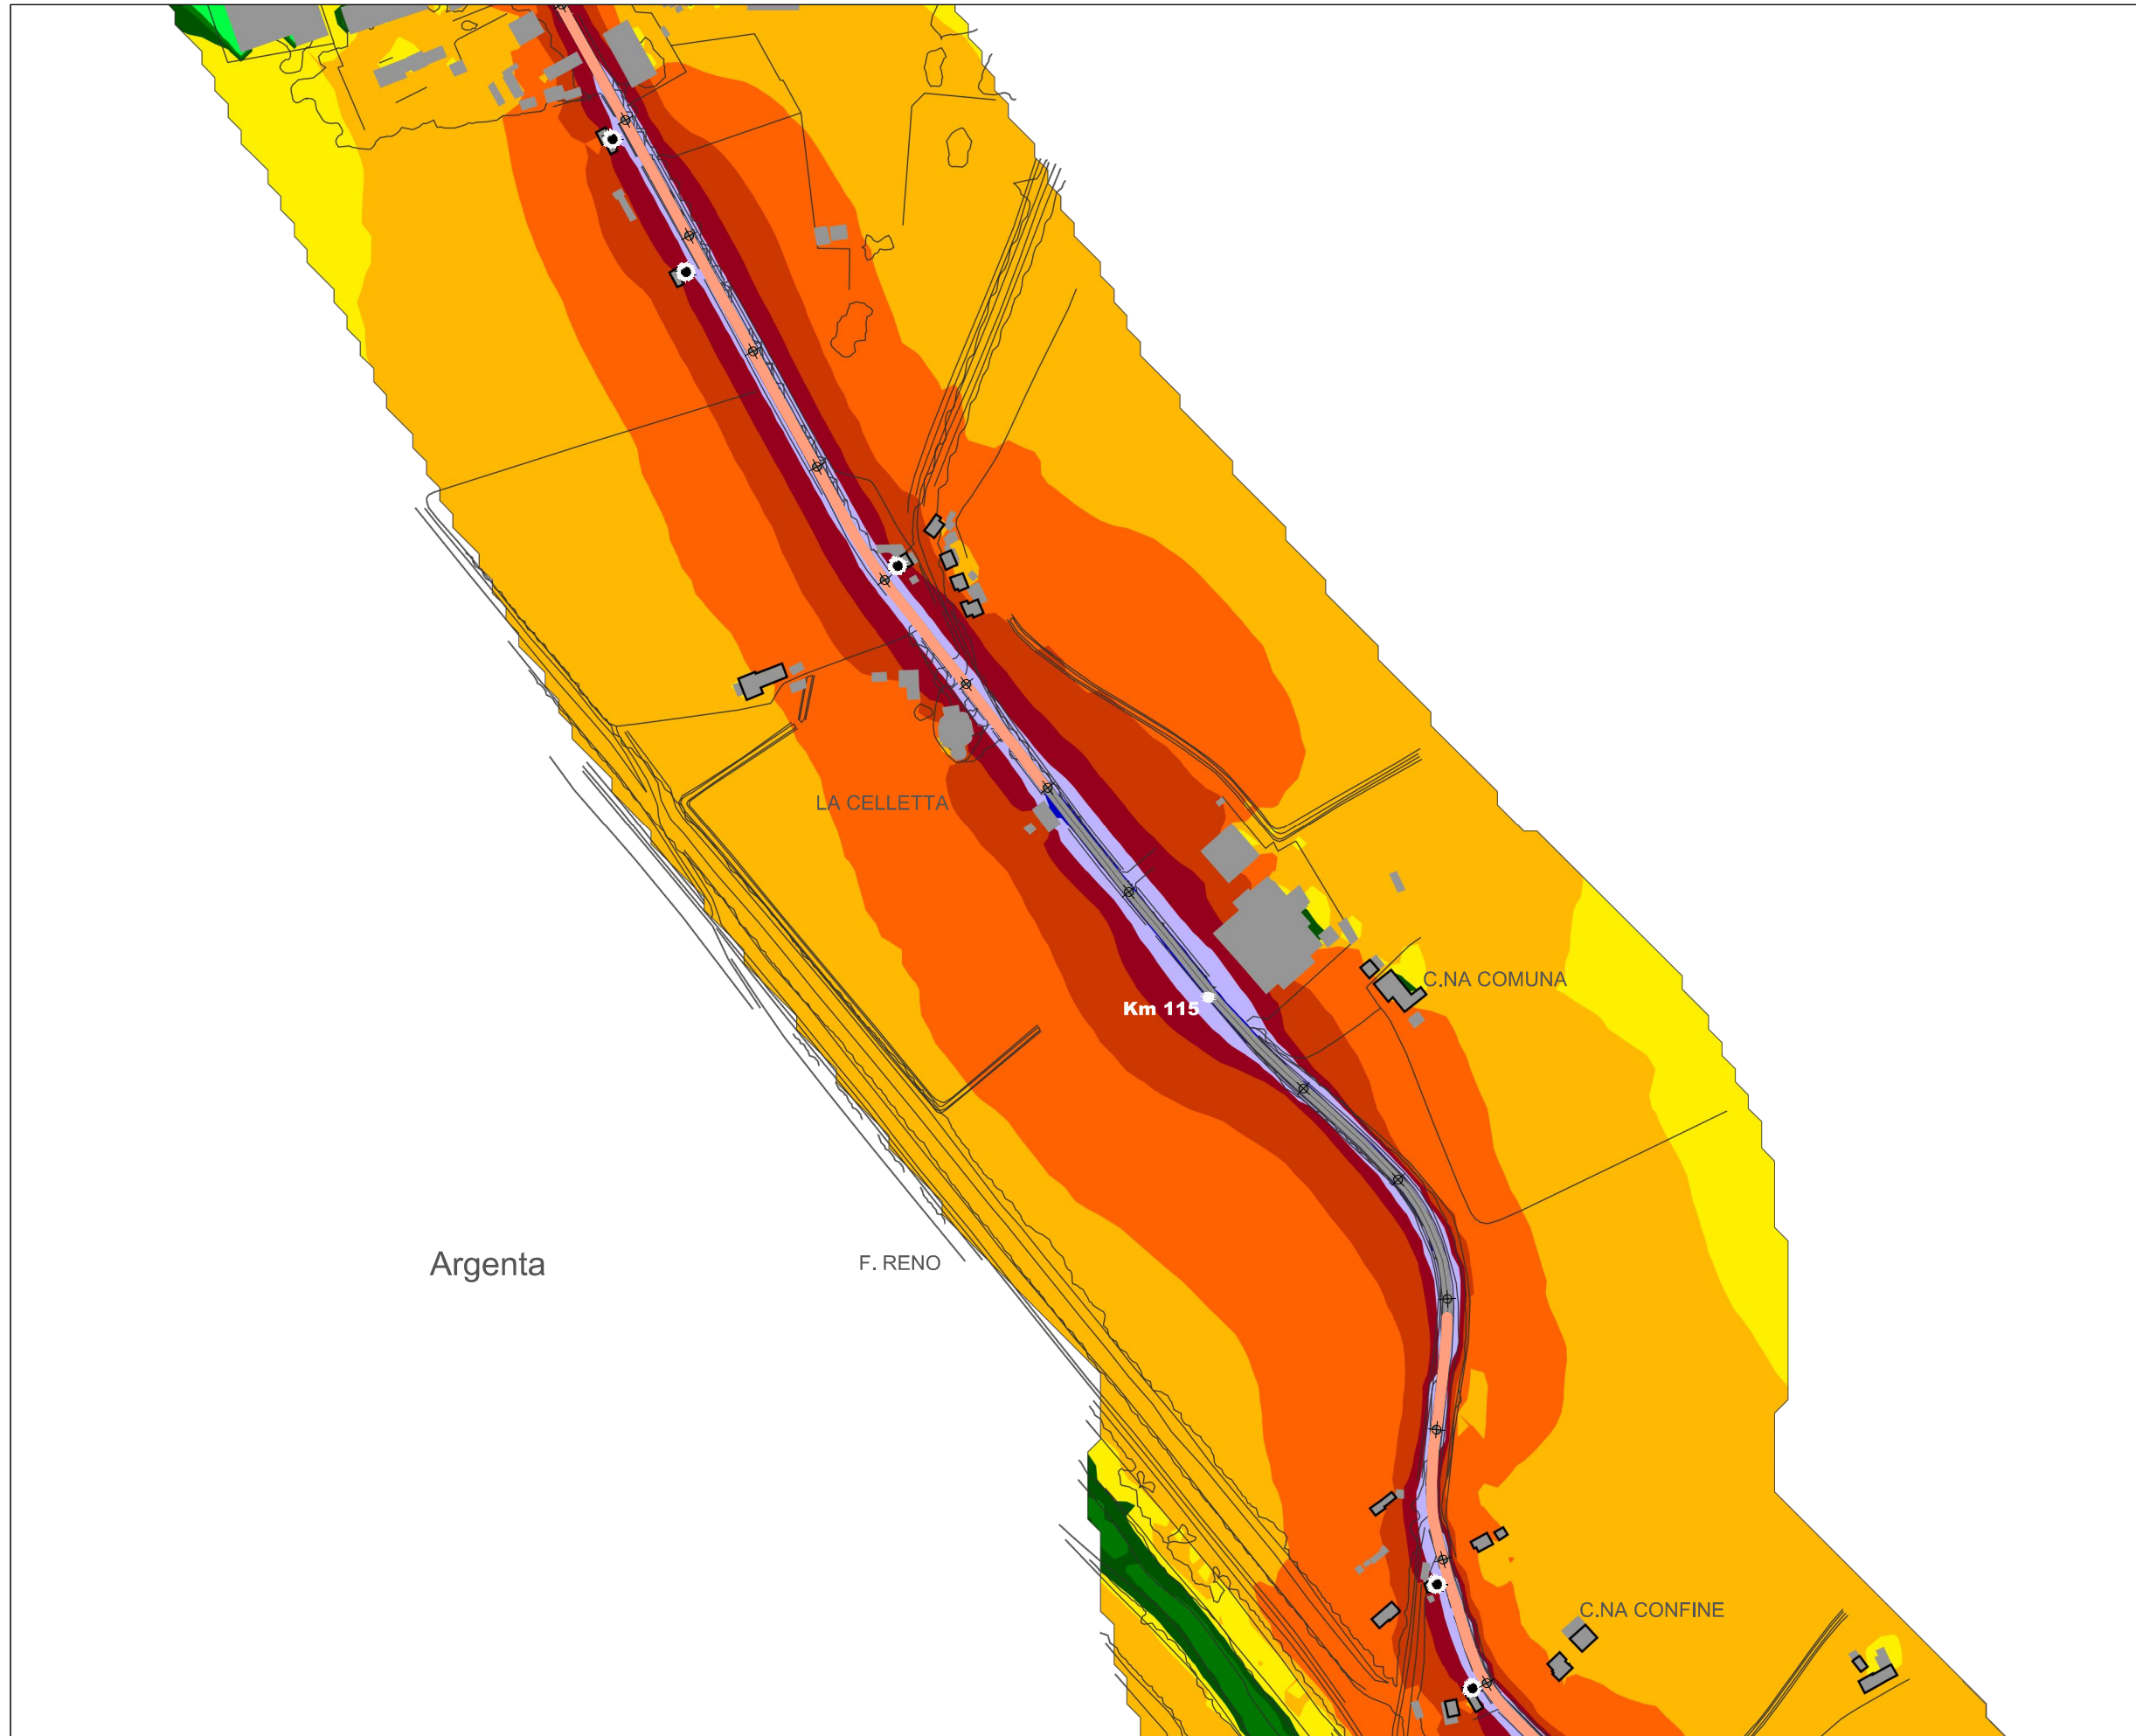 LA CELLETTA
C.NA COMUNA
Km 115
Argenta
F. RENO
C.NA CONFINE